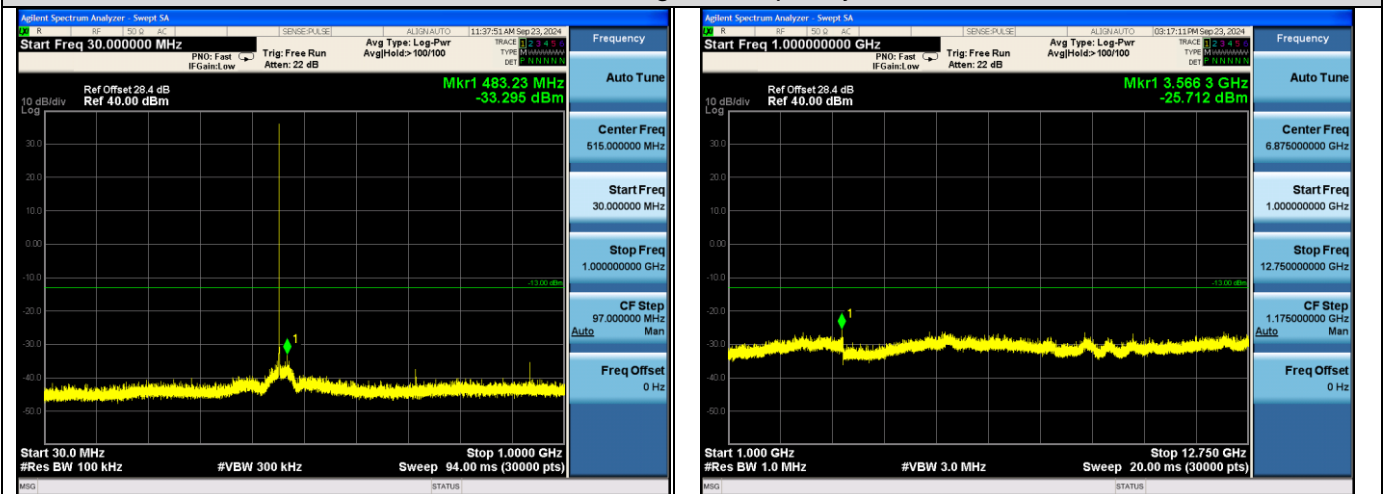 Agilent Spectrum Analyzer - Swept SA
R RF 50 Ω AC SENSE:PULSE ALIGNAUTO 11:37:51 AM Sep 23, 2024
Start Freq 30.000000 MHz
PNO: Fast
IFGain:Low
Trig: Free Run
Atten: 22 dB
Avg Type: Log-Pwr
Avg|Hold:>100/100
TRACE 1 2 3 4 5 6
TYPE M
DET P N N N N N
Mkr1 483.23 MHz
-33.295 dBm
Ref Offset 28.4 dB
10 dB/div Ref 40.00 dBm
Log
30.0
20.0
10.0
0.00
-10.0
-20.0
-30.0
-40.0
-50.0
-13.00 dBm
1
Start 30.0 MHz Stop 1.0000 GHz
#Res BW 100 kHz #VBW 300 kHz Sweep 94.00 ms (30000 pts)
MSG STATUS
Frequency
Auto Tune
Center Freq
515.000000 MHz
Start Freq
30.000000 MHz
Stop Freq
1.000000000 GHz
CF Step
97.000000 MHz
Auto Man
Freq Offset
0 Hz
Agilent Spectrum Analyzer - Swept SA
R RF 50 Ω AC SENSE:PULSE ALIGNAUTO 03:17:11 PM Sep 23, 2024
Start Freq 1.000000000 GHz
PNO: Fast
IFGain:Low
Trig: Free Run
Atten: 22 dB
Avg Type: Log-Pwr
Avg|Hold:>100/100
TRACE 1 2 3 4 5 6
TYPE M
DET P N N N N N
Mkr1 3.566 3 GHz
-25.712 dBm
Ref Offset 28.4 dB
10 dB/div Ref 40.00 dBm
Log
30.0
20.0
10.0
0.00
-10.0
-20.0
-30.0
-40.0
-50.0
-13.00 dBm
1
Start 1.000 GHz Stop 12.750 GHz
#Res BW 1.0 MHz #VBW 3.0 MHz Sweep 20.00 ms (30000 pts)
MSG STATUS
Frequency
Auto Tune
Center Freq
6.875000000 GHz
Start Freq
1.000000000 GHz
Stop Freq
12.750000000 GHz
CF Step
1.175000000 GHz
Auto Man
Freq Offset
0 Hz